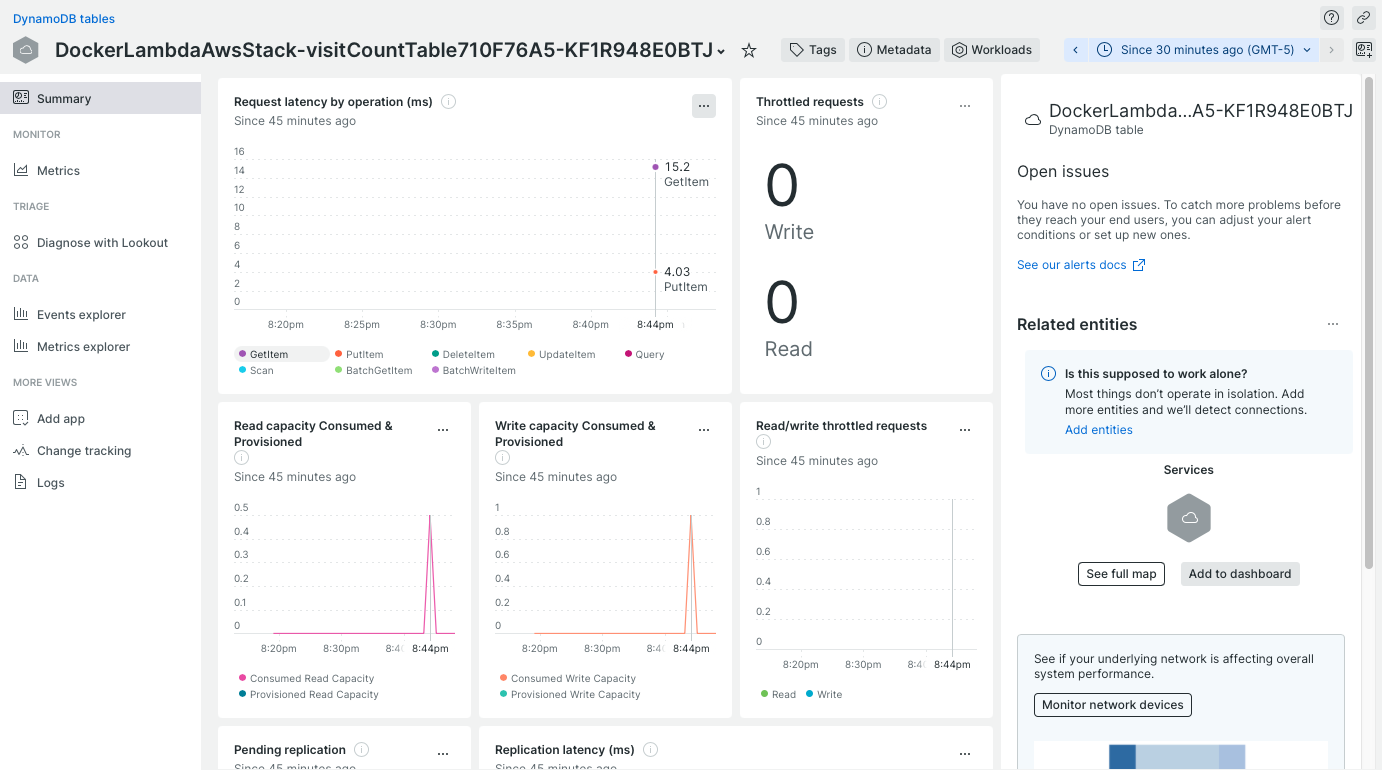 DynamoDB tables
DockerLambdaAwsStack-visitCountTable710F76A5-KF1R948E0BTJ
Tags
Metadata
Workloads
Since 30 minutes ago (GMT-5)
Summary
MONITOR
Metrics
TRIAGE
Diagnose with Lookout
DATA
Events explorer
Metrics explorer
MORE VIEWS
Add app
Change tracking
Logs
Request latency by operation (ms)
Since 45 minutes ago
16
14
12
10
8
6
4
2
0
15.2
GetItem
4.03
PutItem
8:20pm 8:25pm 8:30pm 8:35pm 8:40pm 8:44pm
GetItem PutItem DeleteItem UpdateItem Query
Scan BatchGetItem BatchWriteItem
Throttled requests
Since 45 minutes ago
0
Write
0
Read
Read capacity Consumed &
Provisioned
Since 45 minutes ago
0.5
0.4
0.3
0.2
0.1
0
8:20pm 8:30pm 8:4 8:44pm
Consumed Read Capacity
Provisioned Read Capacity
Write capacity Consumed &
Provisioned
Since 45 minutes ago
1
0.8
0.6
0.4
0.2
0
8:20pm 8:30pm 8:4 8:44pm
Consumed Write Capacity
Provisioned Write Capacity
Read/write throttled requests
Since 45 minutes ago
1
0.8
0.6
0.4
0.2
0
8:20pm 8:30pm 8:4 8:44pm
Read Write
Pending replication
Since 45 minutes ago
Replication latency (ms)
Since 45 minutes ago
DockerLambda...A5-KF1R948E0BTJ
DynamoDB table
Open issues
You have no open issues. To catch more problems before
they reach your end users, you can adjust your alert
conditions or set up new ones.
See our alerts docs
Related entities
Is this supposed to work alone?
Most things don't operate in isolation. Add
more entities and we'll detect connections.
Add entities
Services
See full map
Add to dashboard
See if your underlying network is affecting overall
system performance.
Monitor network devices